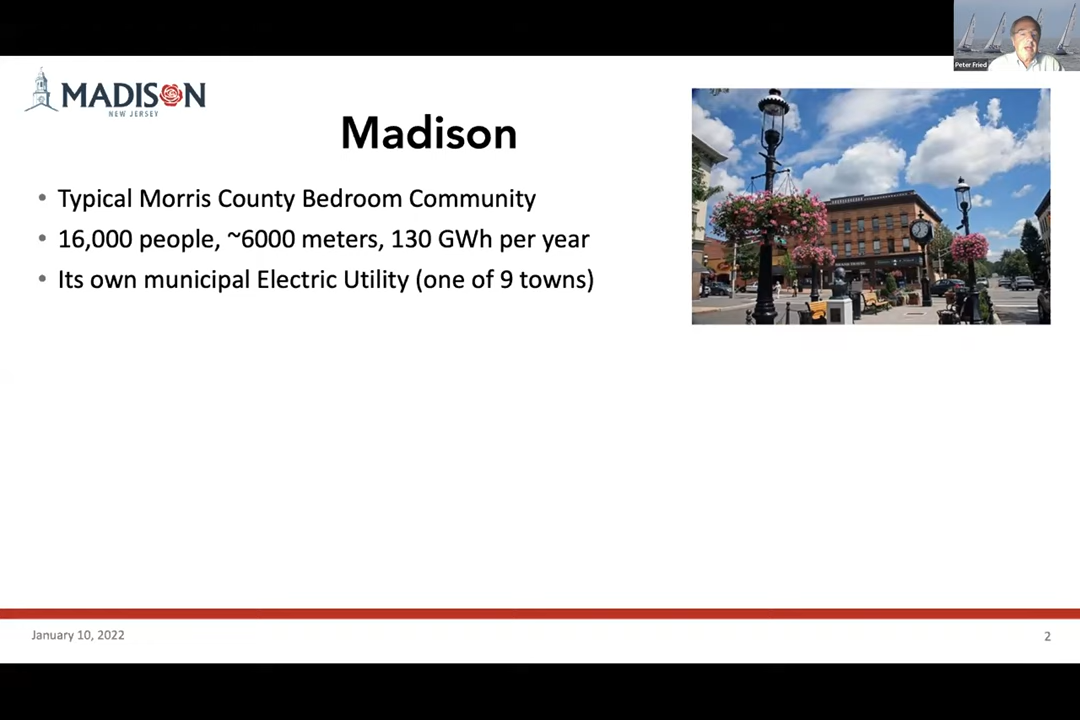 Peter Fried
MADISON
NEW JERSEY
Madison
• Typical Morris County Bedroom Community
• 16,000 people, ~6000 meters, 130 GWh per year
• Its own municipal Electric Utility (one of 9 towns)
January 10, 2022
2